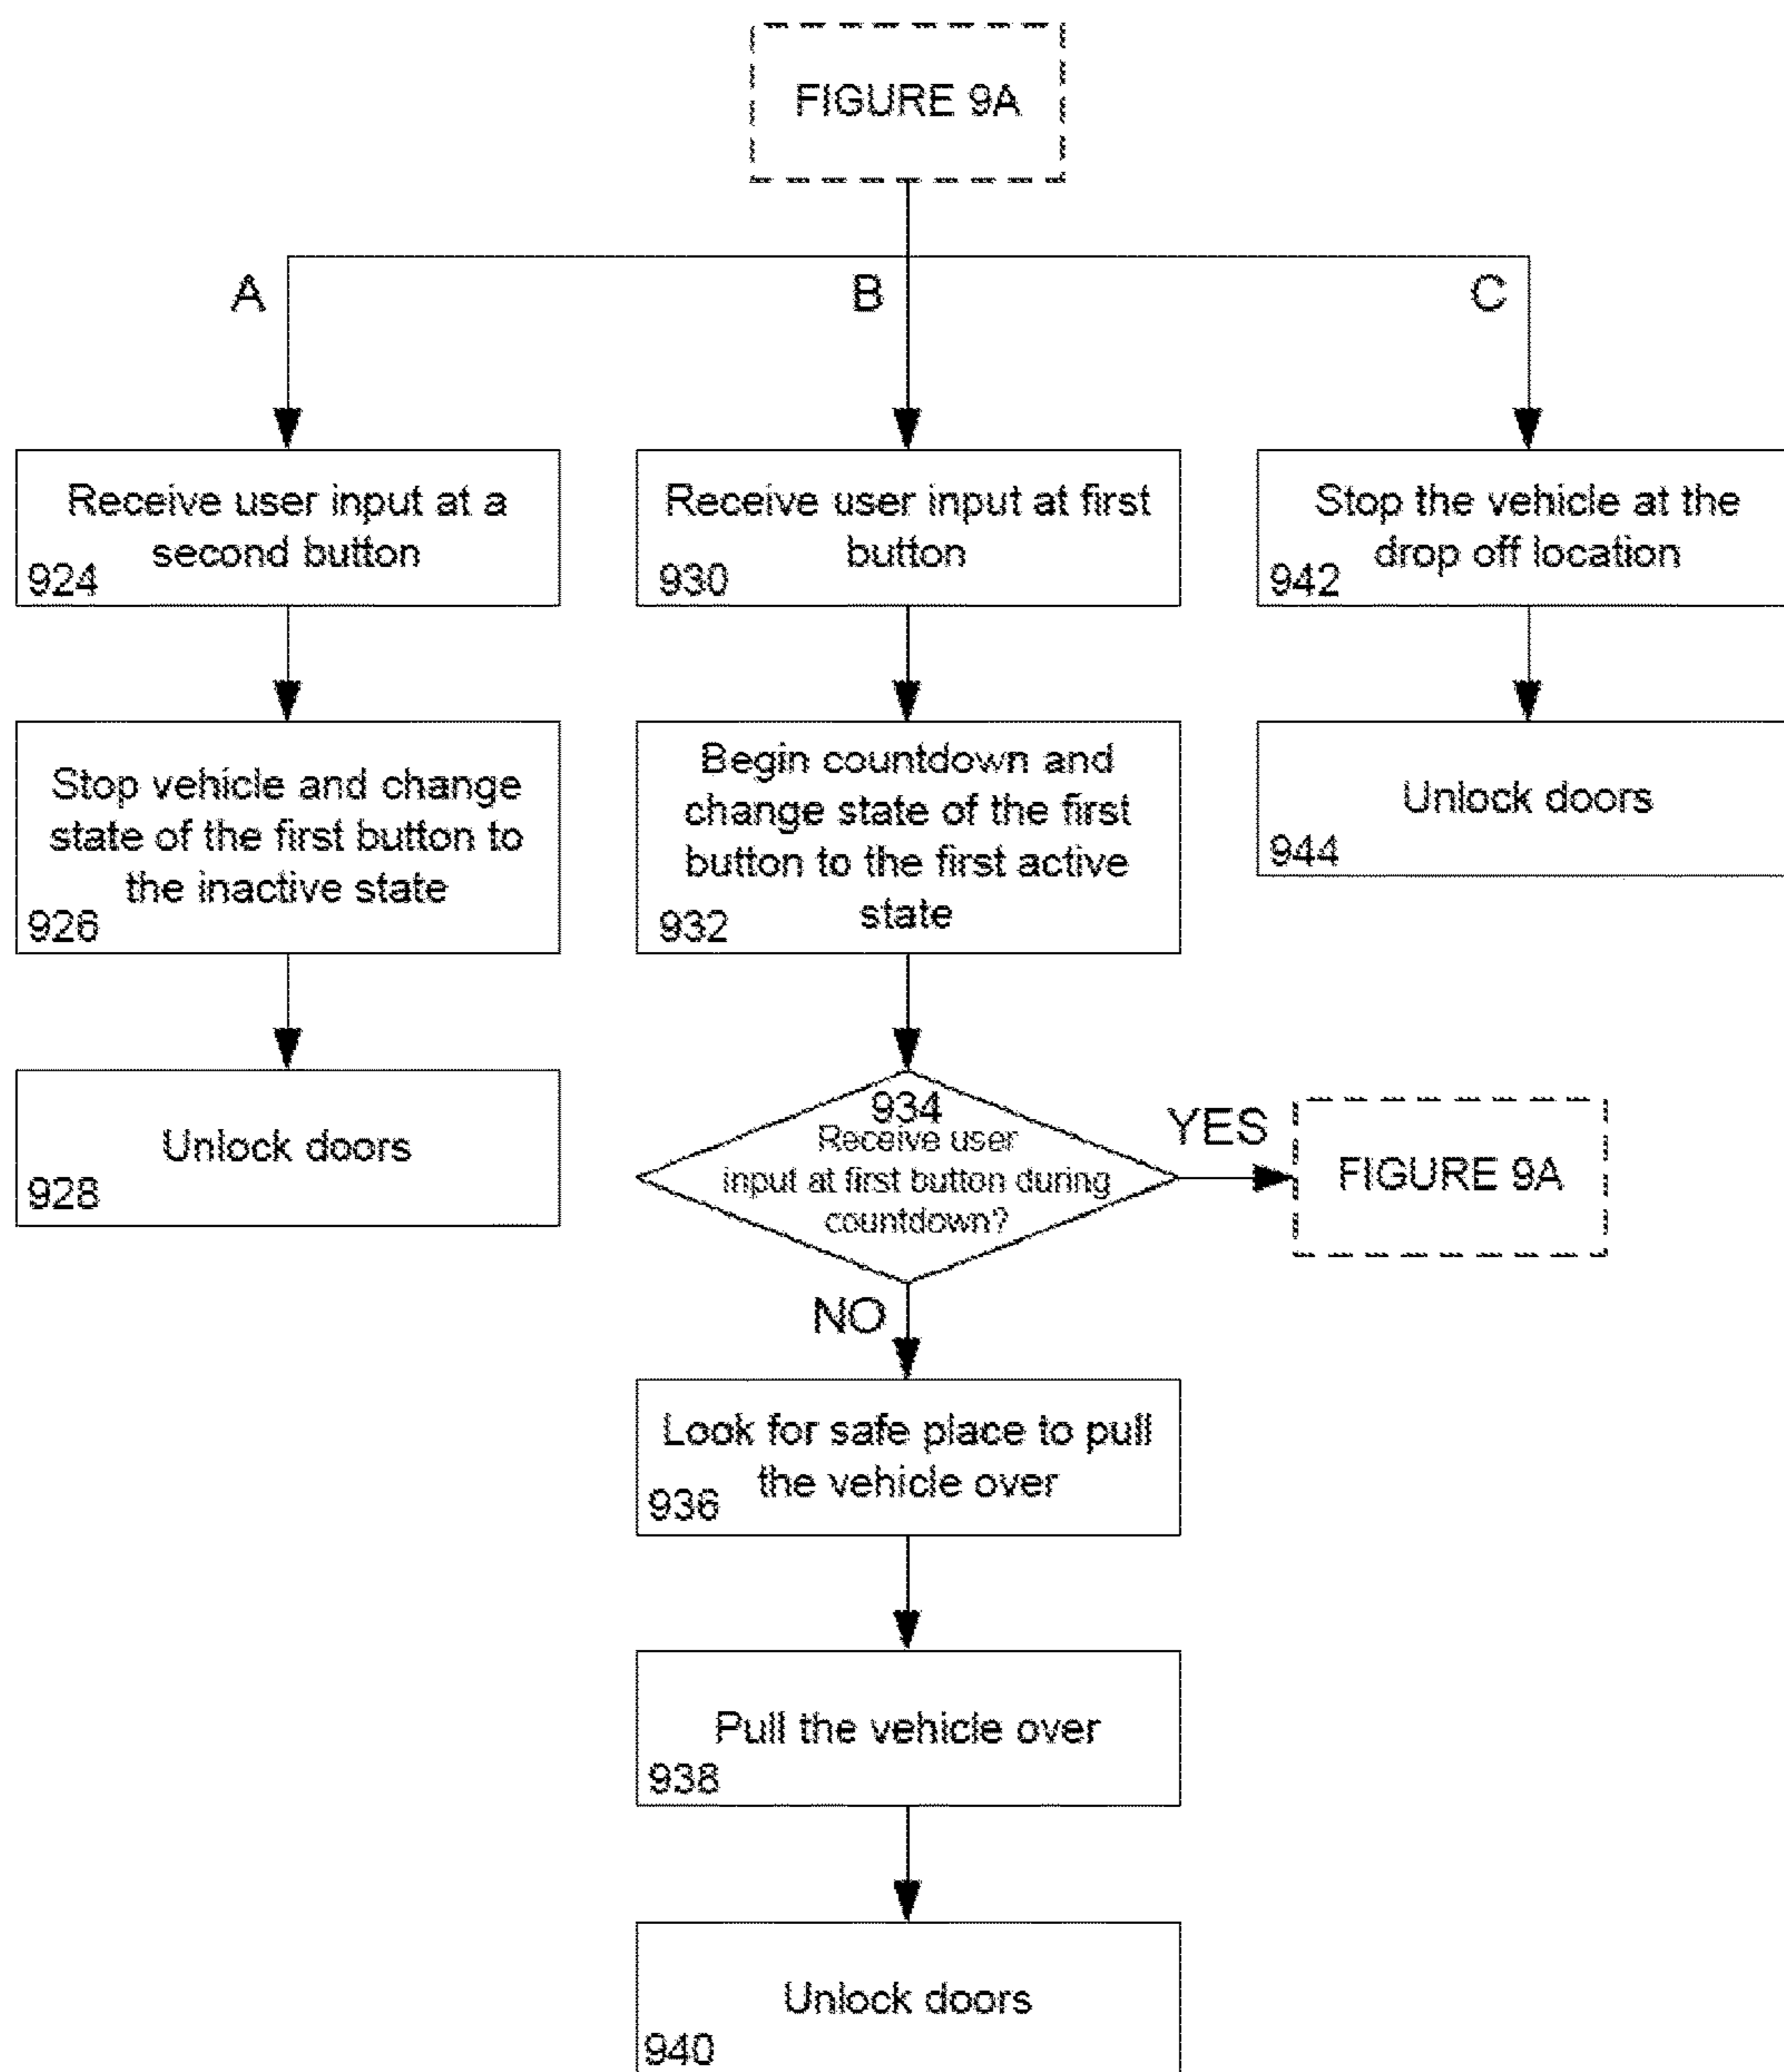 FIGURE 9A
A
B
C
Receive user input at a
second button
924
Receive user input at first
button
930
Stop the vehicle at the
drop off location
942
Stop vehicle and change
state of the first button to
the inactive state
926
Begin countdown and
change state of the first
button to the first active
state
932
Unlock doors
944
Unlock doors
928
934
Receive user
input at first button during
countdown?
YES
FIGURE 9A
NO
Look for safe place to pull
the vehicle over
936
Pull the vehicle over
938
Unlock doors
940